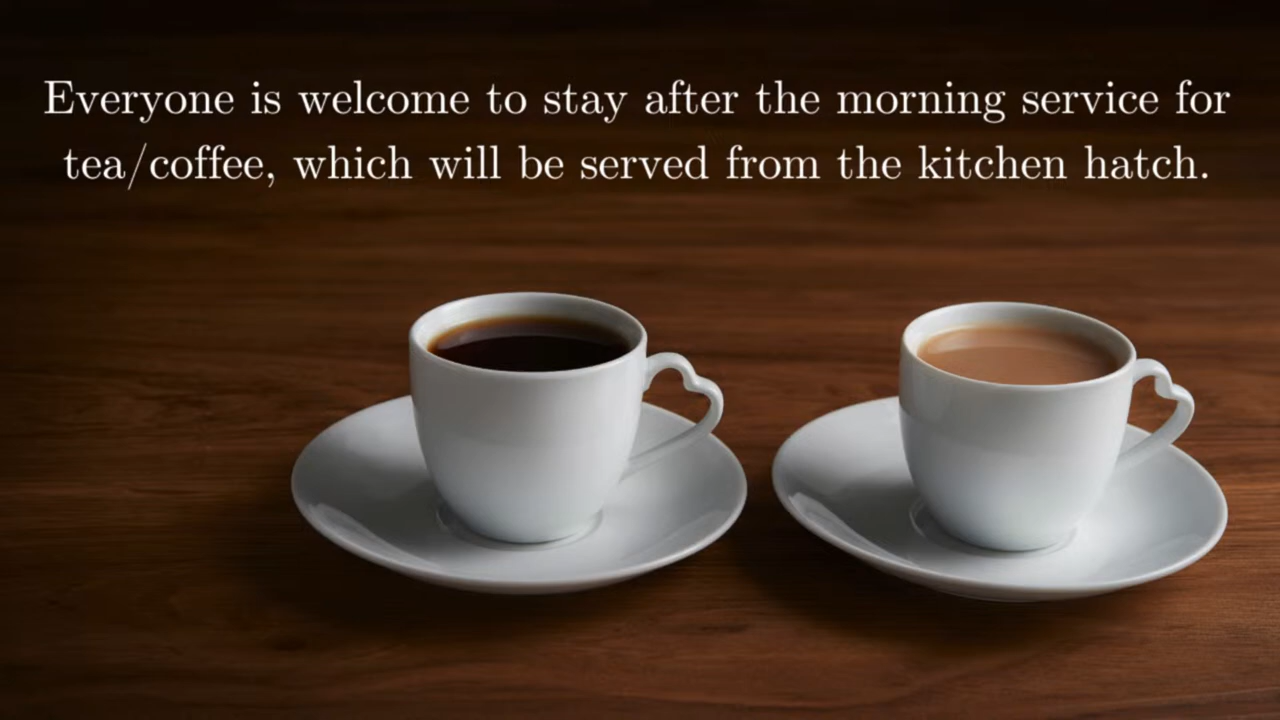 Everyone is welcome to stay after the morning service for
tea/coffee, which will be served from the kitchen hatch.